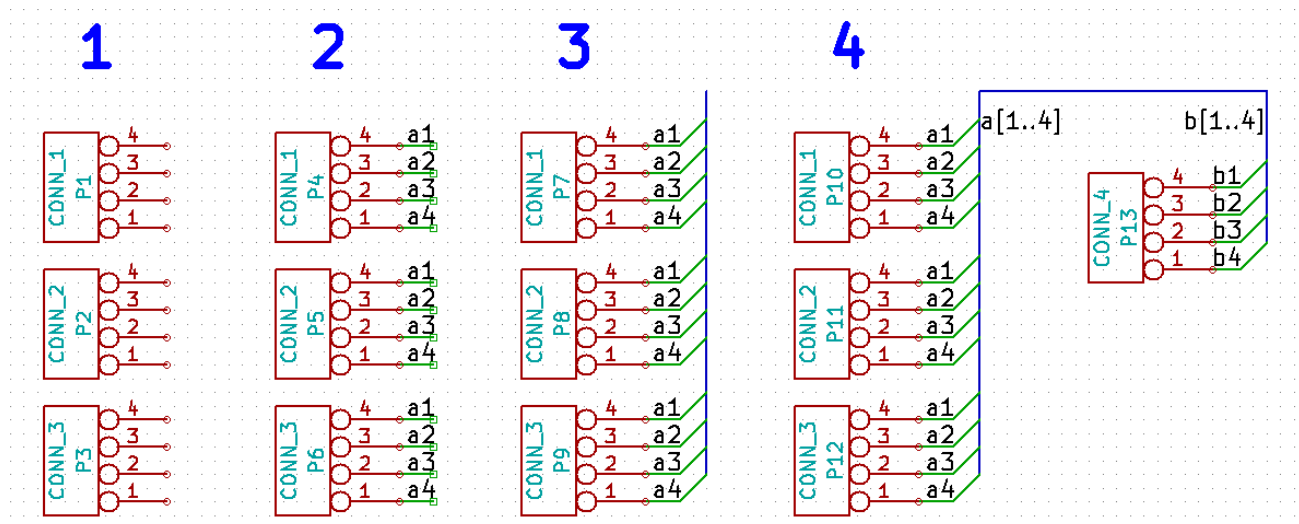 1 2 3 4
CONN_1
P1
4
3
2
1
CONN_2
P2
4
3
2
1
CONN_3
P3
4
3
2
1
CONN_1
P4
4 a1
3 a2
2 a3
1 a4
CONN_2
P5
4 a1
3 a2
2 a3
1 a4
CONN_3
P6
4 a1
3 a2
2 a3
1 a4
CONN_1
P7
4 a1
3 a2
2 a3
1 a4
CONN_2
P8
4 a1
3 a2
2 a3
1 a4
CONN_3
P9
4 a1
3 a2
2 a3
1 a4
CONN_1
P10
4 a1
3 a2
2 a3
1 a4
CONN_2
P11
4 a1
3 a2
2 a3
1 a4
CONN_3
P12
4 a1
3 a2
2 a3
1 a4
a[1..4] b[1..4]
CONN_4
P13
4 b1
3 b2
2 b3
1 b4